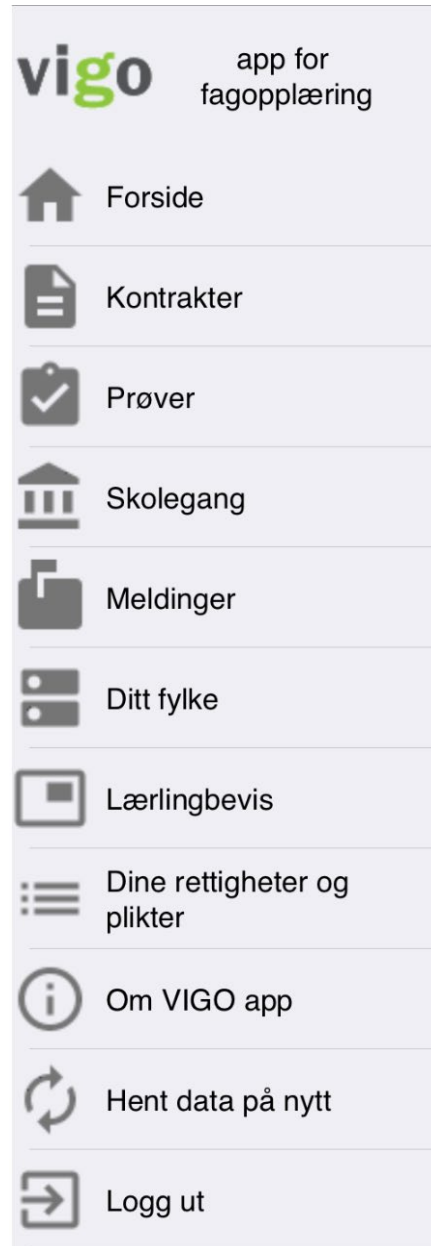 vigo
app for
fagopplæring
Forside
Kontrakter
Prøver
Skolegang
Meldinger
Ditt fylke
Lærlingbevis
Dine rettigheter og
plikter
Om VIGO app
Hent data på nytt
Logg ut